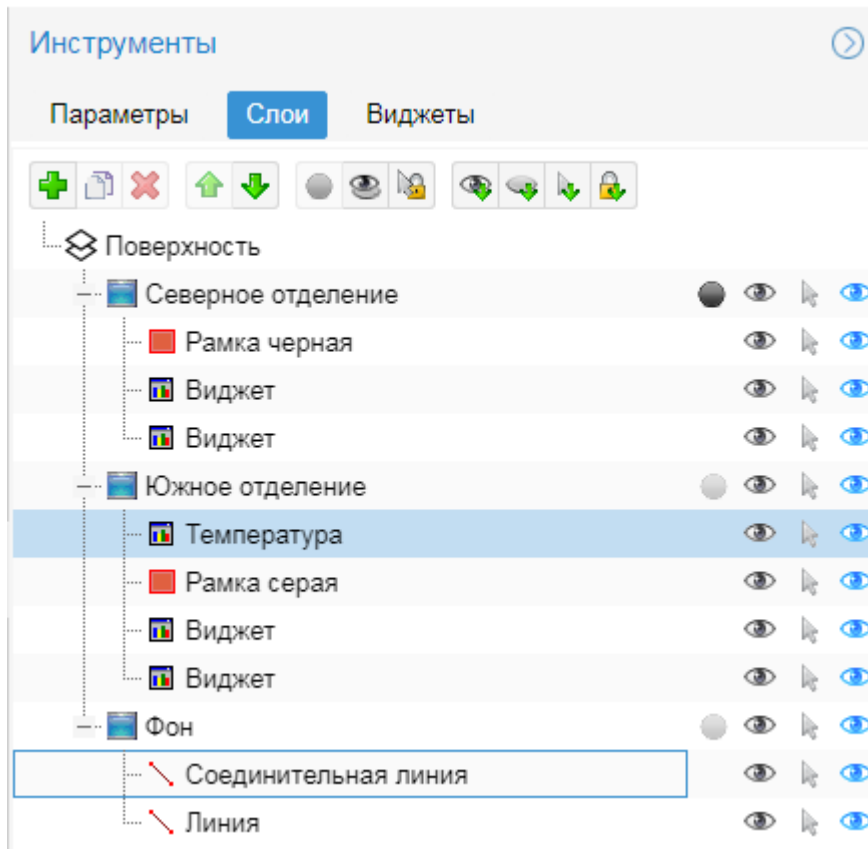 Инструменты
Параметры Слои Виджеты
Поверхность
Северное отделение
Рамка черная
Виджет
Виджет
Южное отделение
Температура
Рамка серая
Виджет
Виджет
Фон
Соединительная линия
Линия